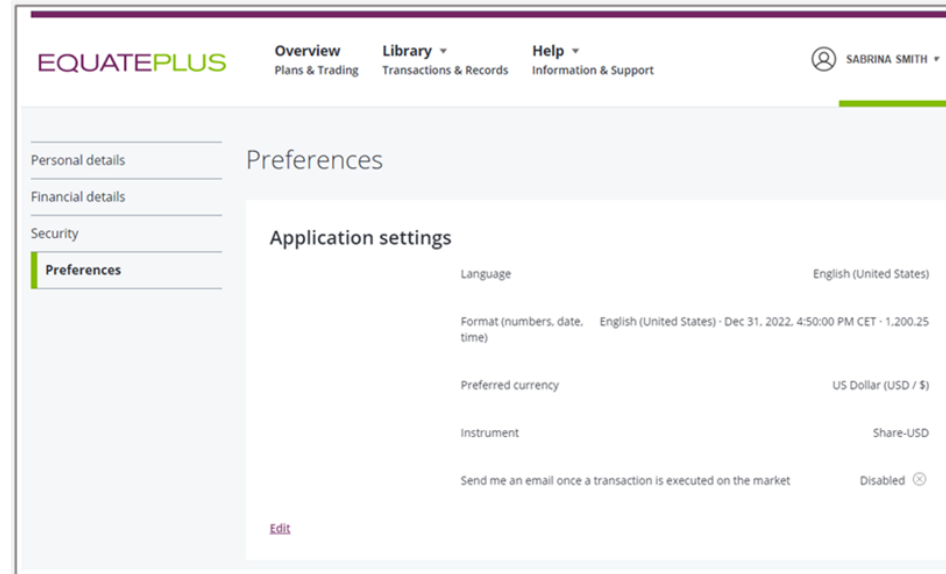 EQUATEPLUS
Overview
Plans & Trading
Library
Transactions & Records
Help
Information & Support
SABRINA SMITH
Personal details
Financial details
Security
Preferences
Preferences
Application settings
Language English (United States)
Format (numbers, date, time) English (United States) · Dec 31, 2022, 4:50:00 PM CET · 1,200.25
Preferred currency US Dollar (USD / $)
Instrument Share-USD
Send me an email once a transaction is executed on the market Disabled
Edit